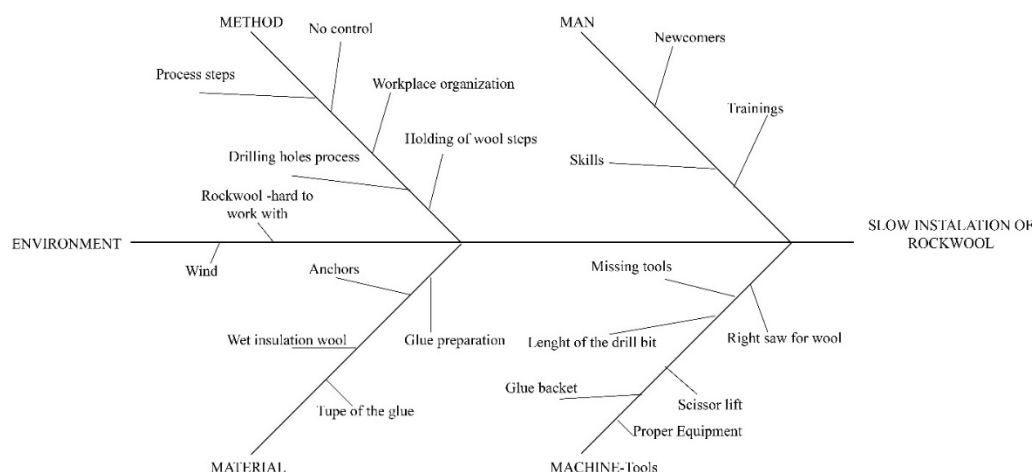 METHOD
No control
Process steps
Workplace organization
Holding of wool steps
Drilling holes process
Rockwool -hard to
work with
MAN
Newcomers
Trainings
Skills
ENVIRONMENT
Wind
SLOW INSTALATION OF
ROCKWOOL
Anchors
Wet insulation wool
Glue preparation
Tupe of the glue
MATERIAL
Missing tools
Lenght of the drill bit
Right saw for wool
Glue backet
Scissor lift
Proper Equipment
MACHINE-Tools